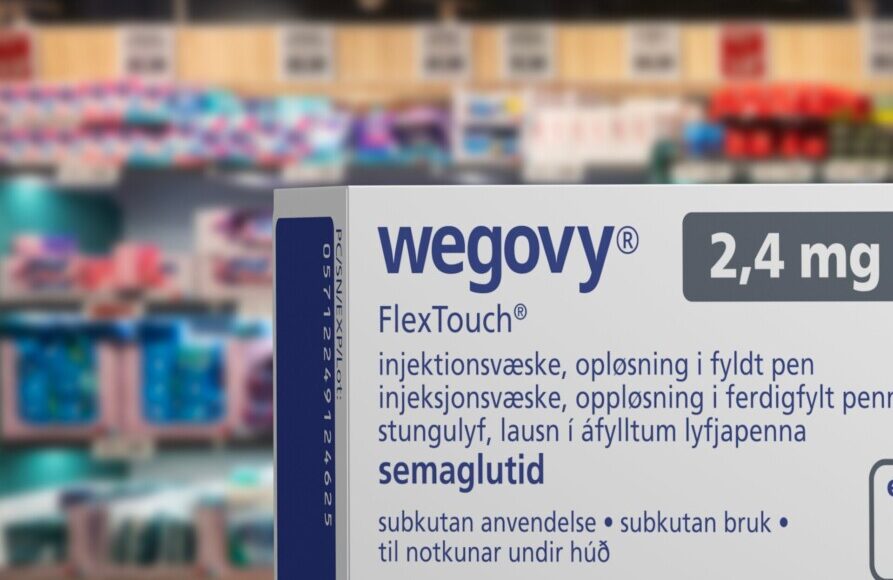 wegovy®
2,4 mg
FlexTouch®
injektionsvæske, opløsning i fyldt pen
injeksjonsvæske, oppløsning i ferdigfylt
stungulyf, lausn í áfylltum lyfjapenna
semaglutid
subkutan anvendelse • subkutan bruk •
til notkunar undir húð
PC/SN/EXP/Lot:
05712249124625